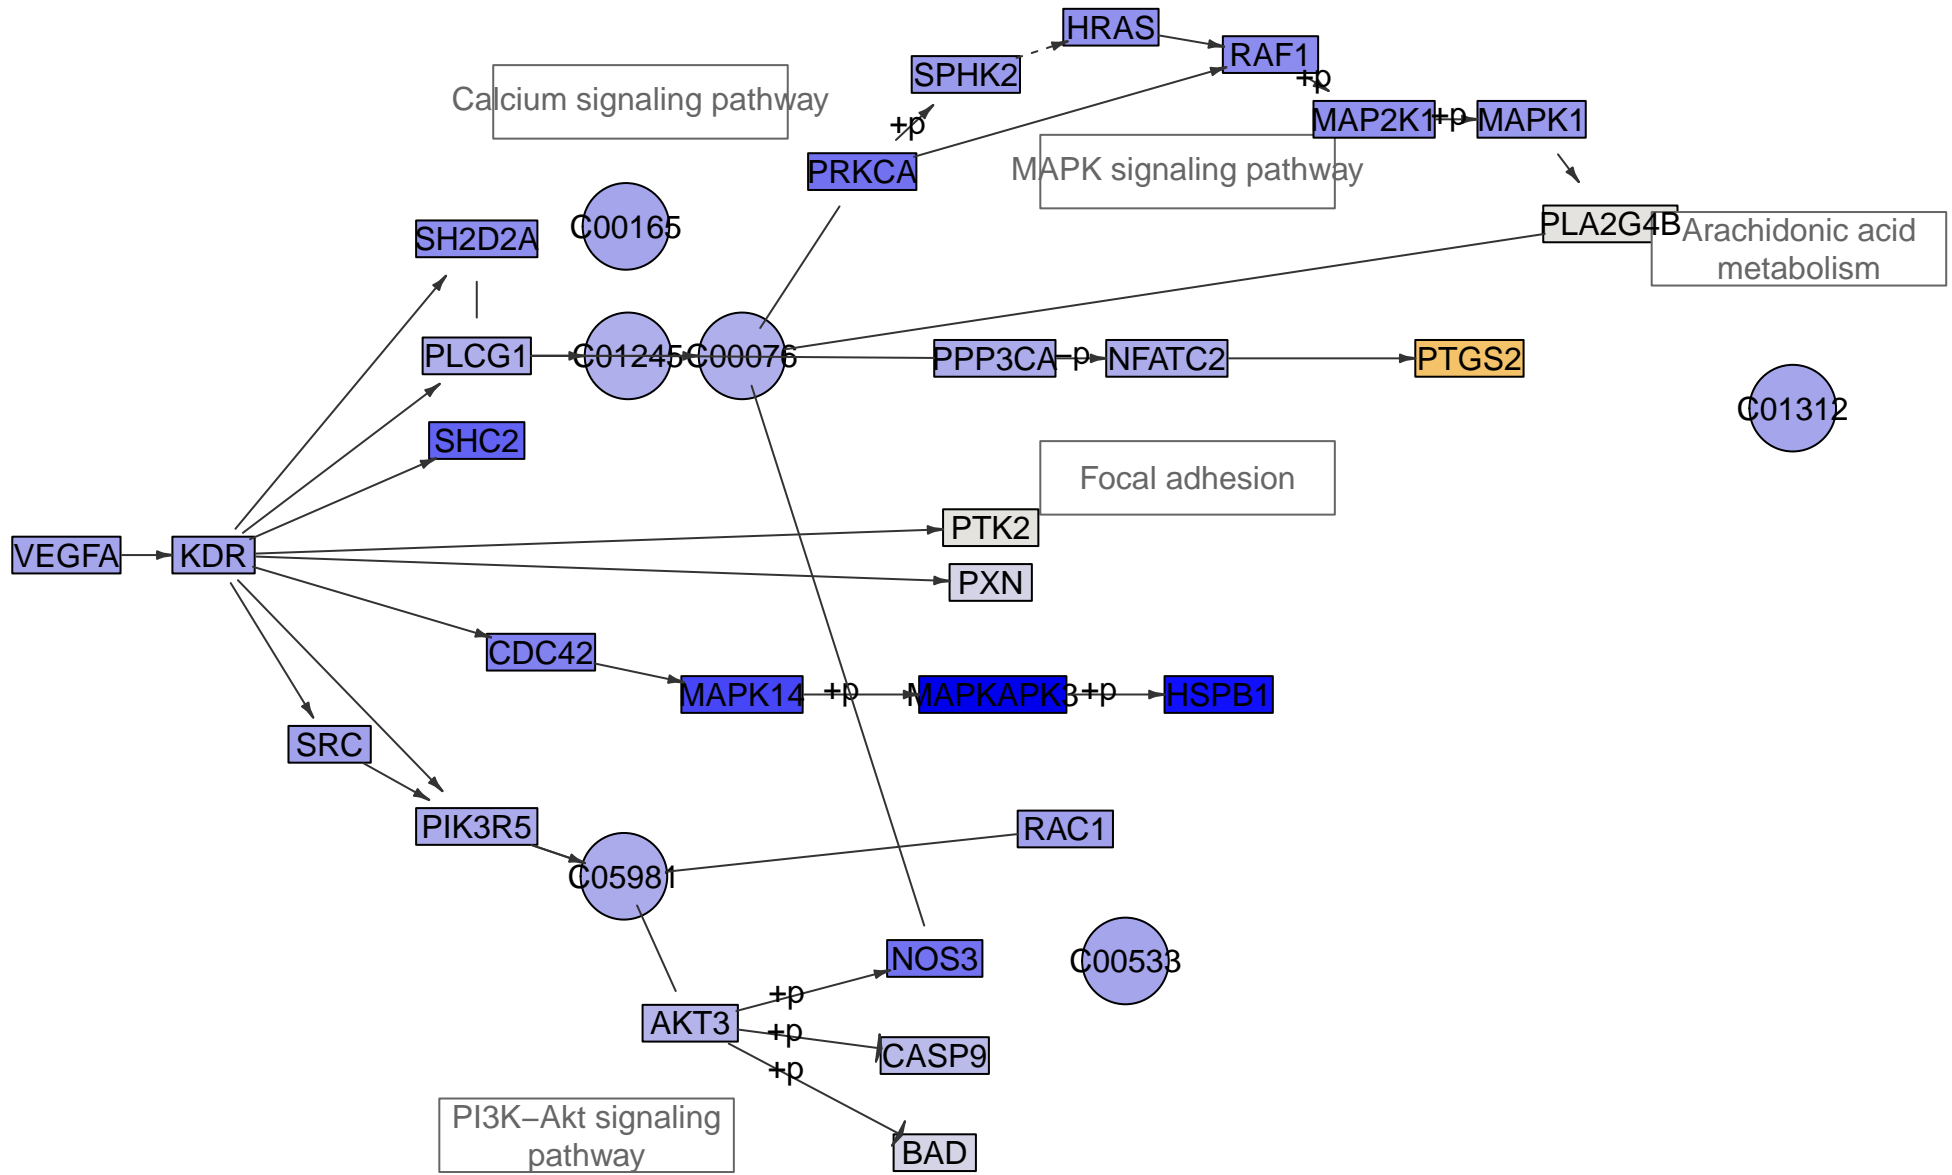 HRAS
RAF1
+p
SPHK2
Calcium signaling pathway
+p
MAP2K1
+p
MAPK1
PRKCA
MAPK signaling pathway
C00165
SH2D2A
PLA2G4B
Arachidonic acid
metabolism
PLCG1
C01245
C00076
PPP3CA
-p
NFATC2
PTGS2
C01312
SHC2
Focal adhesion
PTK2
VEGFA
KDR
PXN
CDC42
MAPK14
+p
MAPKAPK3
+p
HSPB1
SRC
PIK3R5
RAC1
C05981
NOS3
C00533
+p
AKT3
+p
CASP9
+p
PI3K−Akt signaling
pathway
BAD